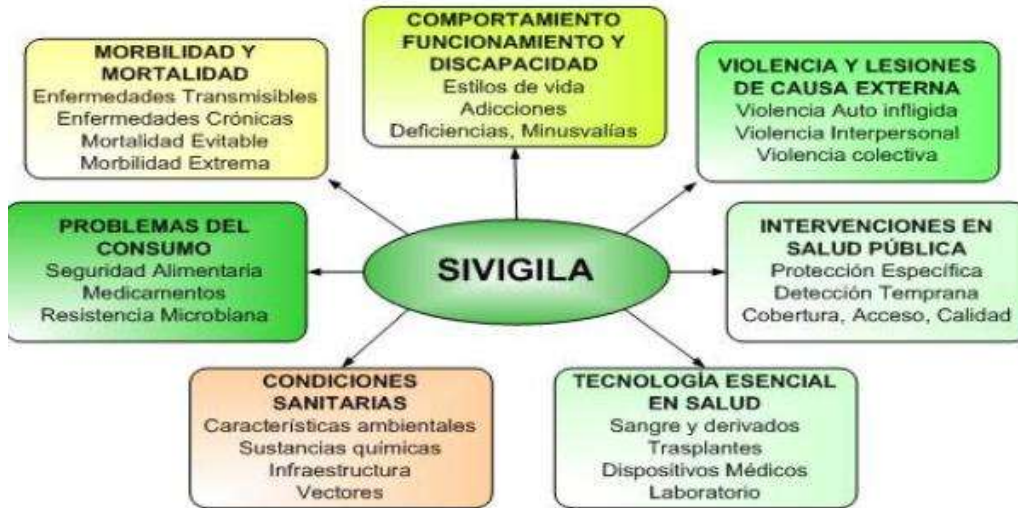 MORBILIDAD Y
MORTALIDAD
Enfermedades Transmisibles
Enfermedades Crónicas
Mortalidad Evitable
Morbilidad Extrema
COMPORTAMIENTO
FUNCIONAMIENTO Y
DISCAPACIDAD
Estilos de vida
Adicciones
Deficiencias, Minusvalías
VIOLENCIA Y LESIONES
DE CAUSA EXTERNA
Violencia Auto infligida
Violencia Interpersonal
Violencia colectiva
PROBLEMAS DEL
CONSUMO
Seguridad Alimentaria
Medicamentos
Resistencia Microbiana
SIVIGILA
INTERVENCIONES EN
SALUD PÚBLICA
Protección Específica
Detección Temprana
Cobertura, Acceso, Calidad
CONDICIONES
SANITARIAS
Características ambientales
Sustancias químicas
Infraestructura
Vectores
TECNOLOGÍA ESENCIAL
EN SALUD
Sangre y derivados
Trasplantes
Dispositivos Médicos
Laboratorio